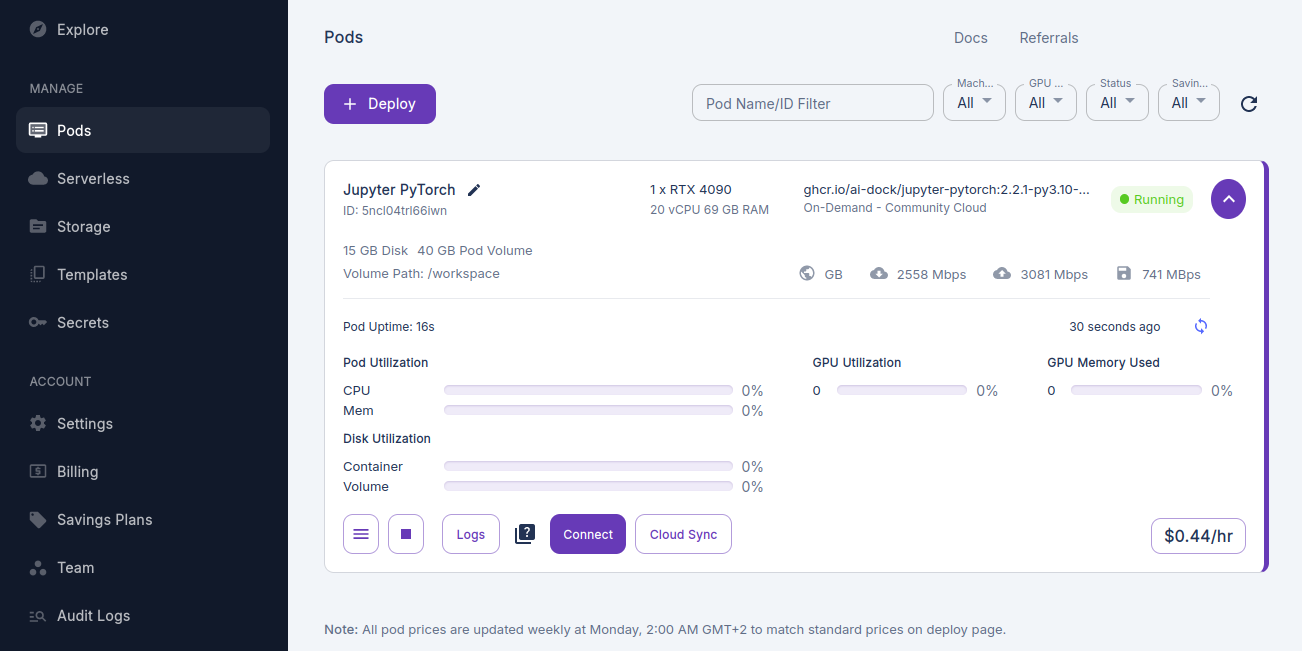 Explore
MANAGE
Pods
Serverless
Storage
Templates
Secrets
ACCOUNT
Settings
Billing
Savings Plans
Team
Audit Logs
Pods
Docs Referrals
+ Deploy
Pod Name/ID Filter
Mach... All
GPU ... All
Status All
Savin... All
Jupyter PyTorch
ID: 5ncl04trl66iwn
1 x RTX 4090
20 vCPU 69 GB RAM
ghcr.io/ai-dock/jupyter-pytorch:2.2.1-py3.10-...
On-Demand - Community Cloud
Running
15 GB Disk 40 GB Pod Volume
Volume Path: /workspace
GB 2558 Mbps 3081 Mbps 741 MBps
Pod Uptime: 16s
30 seconds ago
Pod Utilization
CPU 0%
Mem 0%
GPU Utilization
0 0%
GPU Memory Used
0 0%
Disk Utilization
Container 0%
Volume 0%
Logs ? Connect Cloud Sync
$0.44/hr
Note: All pod prices are updated weekly at Monday, 2:00 AM GMT+2 to match standard prices on deploy page.